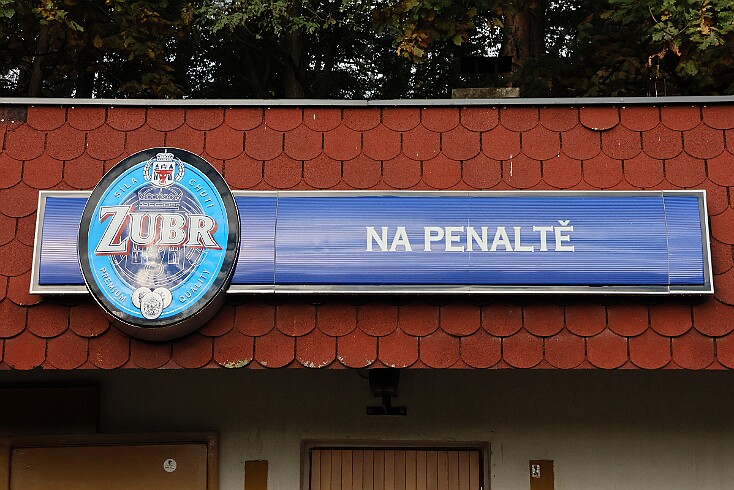 SÍLA CHUTI
ZUBR
PREMIUM QUALITY
NA PENALTĚ